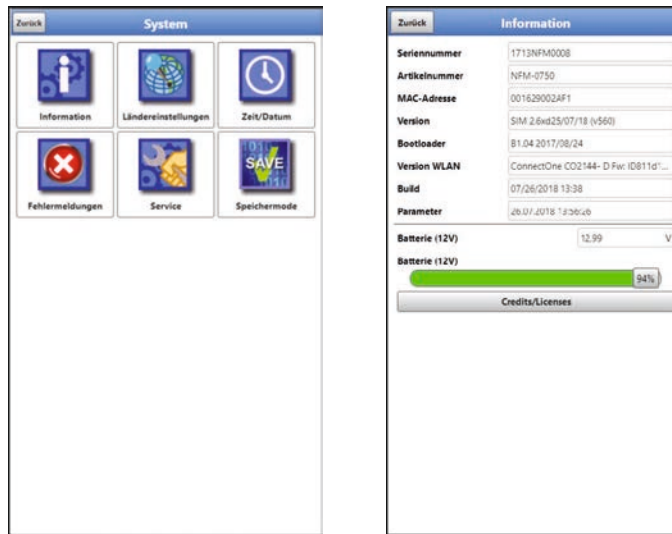 Zurück System
Information Ländereinstellungen Zeit/Datum
SAVE
Fehlermeldungen Service Speichermode
Zurück Information
Seriennummer 1713NFM0008
Artikelnummer NFM-0750
MAC-Adresse 001629002AF1
Version SIM 2.6xd25/07/18 (v560)
Bootloader B1.04 2017/08/24
Version WLAN ConnectOne CO2144- D Fw: ID811d'...
Build 07/26/2018 13:38
Parameter 26.07.2018 13:56:26
Batterie (12V) 12.99 V
Batterie (12V)
94%
Credits/Licenses